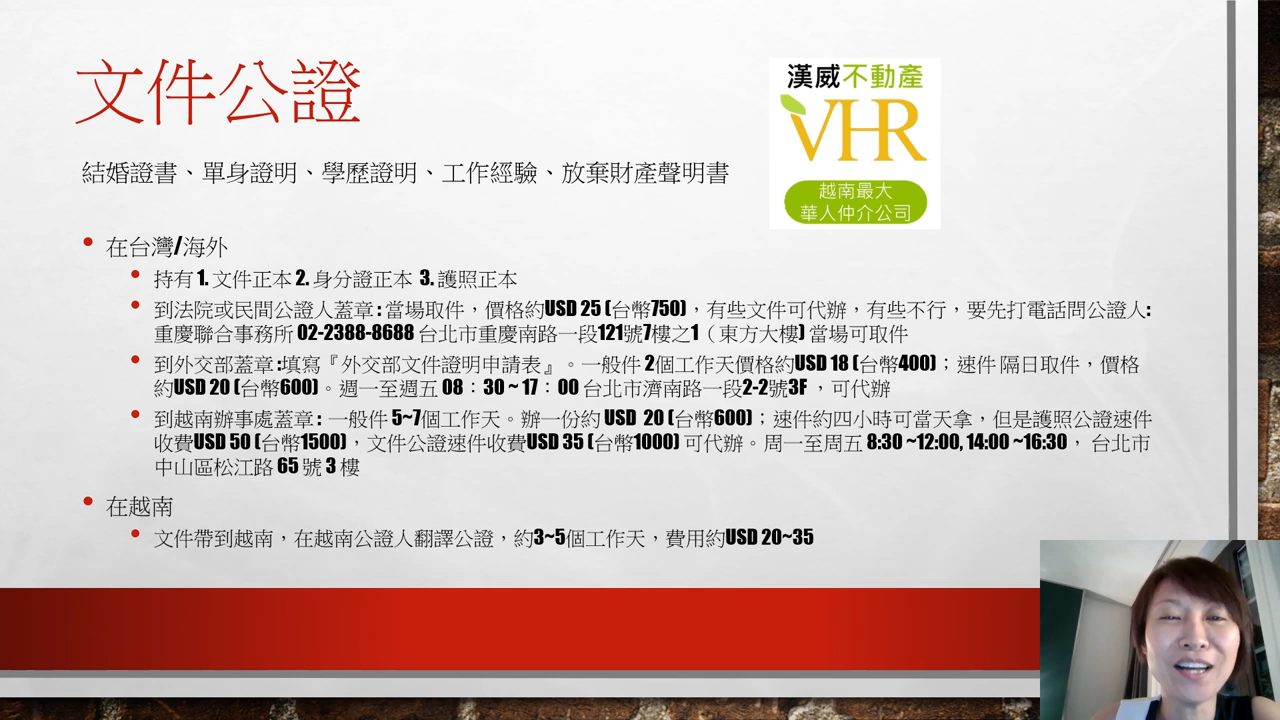 文件公證
漢威不動產
VHR
越南最大
華人仲介公司
結婚證書、單身證明、學歷證明、工作經驗、放棄財產聲明書
在台灣/海外
持有 1. 文件正本 2. 身分證正本 3. 護照正本
到法院或民間公證人蓋章 : 當場取件，價格約USD 25 (台幣750)，有些文件可代辦，有些不行，要先打電話問公證人:
重慶聯合事務所 02-2388-8688 台北市重慶南路一段121號7樓之1（東方大樓) 當場可取件
到外交部蓋章 :填寫『外交部文件證明申請表』。一般件 2個工作天價格約USD 18 (台幣400)；速件 隔日取件，價格
約USD 20 (台幣600)。週一至週五 08：30 ~ 17：00 台北市濟南路一段2-2號3F ，可代辦
到越南辦事處蓋章 : 一般件 5~7個工作天。辦一份約 USD 20 (台幣600)；速件約四小時可當天拿，但是護照公證速件
收費USD 50 (台幣1500)，文件公證速件收費USD 35 (台幣1000) 可代辦。周一至周五 8:30 ~12:00, 14:00 ~16:30， 台北市
中山區松江路 65 號 3 樓
在越南
文件帶到越南，在越南公證人翻譯公證，約3~5個工作天，費用約USD 20~35